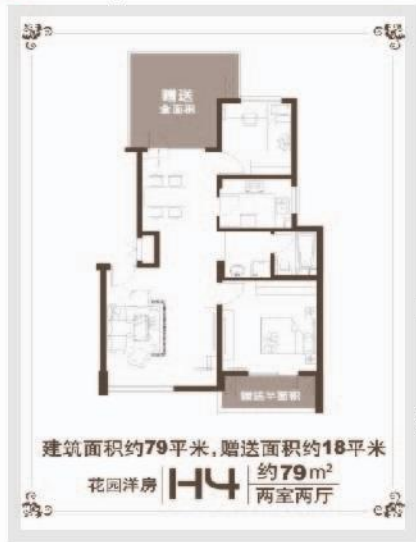 赠送
全面积
赠送半面积
建筑面积约79平米,赠送面积约18平米
花园洋房
H4
约79m²
两室两厅